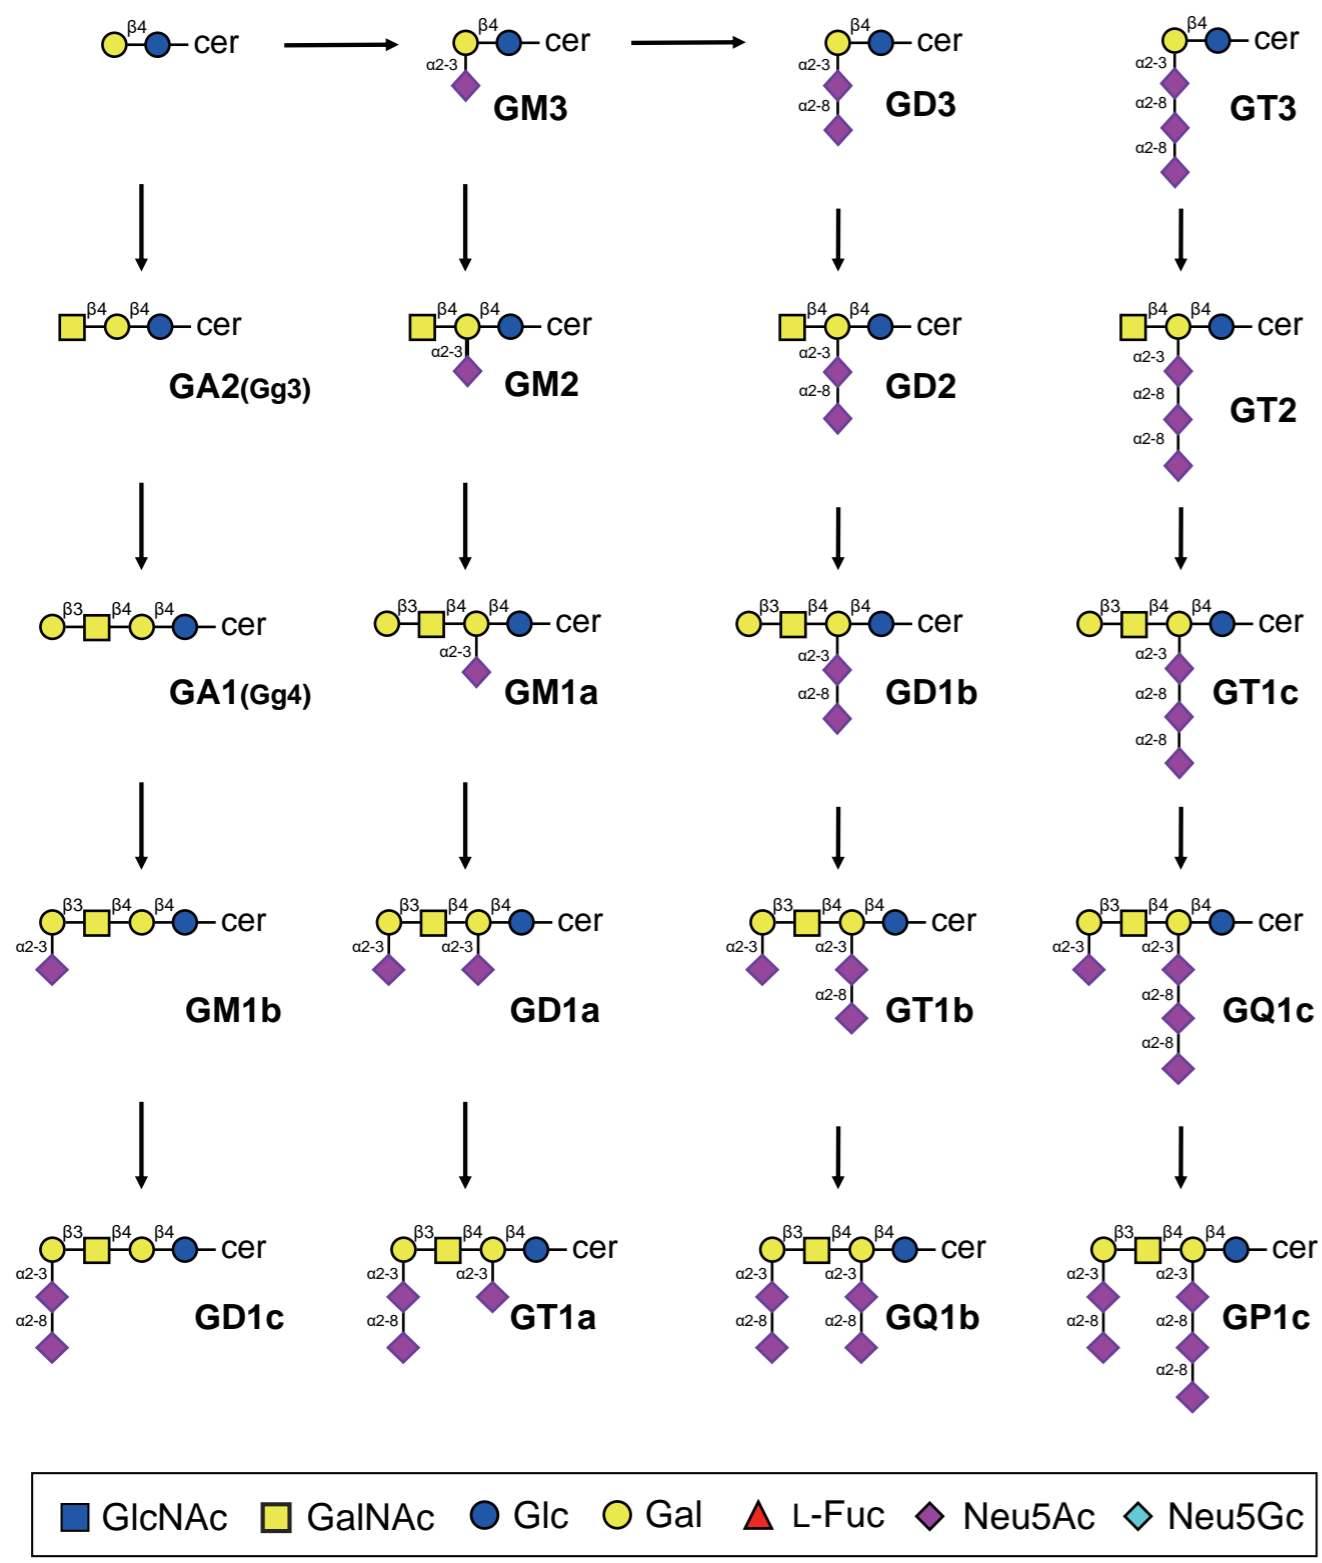 β4 cer
β4 cer
α2-3
GM3
β4 cer
α2-3
α2-8
GD3
β4 cer
α2-3
α2-8
α2-8
GT3
β4 β4 cer
GA2(Gg3)
β4 β4 cer
α2-3
GM2
β4 β4 cer
α2-3
α2-8
GD2
β4 β4 cer
α2-3
α2-8
α2-8
GT2
β3 β4 β4 cer
GA1(Gg4)
β3 β4 β4 cer
α2-3
GM1a
β3 β4 β4 cer
α2-3
α2-8
GD1b
β3 β4 β4 cer
α2-3
α2-8
α2-8
GT1c
β3 β4 β4 cer
α2-3
GM1b
β3 β4 β4 cer
α2-3 α2-3
GD1a
β3 β4 β4 cer
α2-3 α2-3
α2-8
GT1b
β3 β4 β4 cer
α2-3 α2-3
α2-8
α2-8
GQ1c
β3 β4 β4 cer
α2-3
α2-8
GD1c
β3 β4 β4 cer
α2-3 α2-3
α2-8
GT1a
β3 β4 β4 cer
α2-3 α2-3
α2-8 α2-8
GQ1b
β3 β4 β4 cer
α2-3 α2-3
α2-8 α2-8
α2-8
GP1c
GlcNAc GalNAc Glc Gal L-Fuc Neu5Ac Neu5Gc